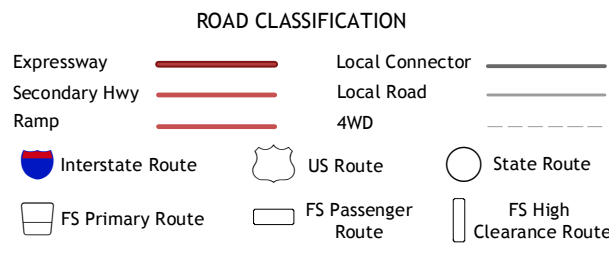 ROAD CLASSIFICATION
Expressway
Local Connector
Secondary Hwy
Local Road
Ramp
4WD
Interstate Route
US Route
State Route
FS Primary Route
FS Passenger
Route
FS High
Clearance Route